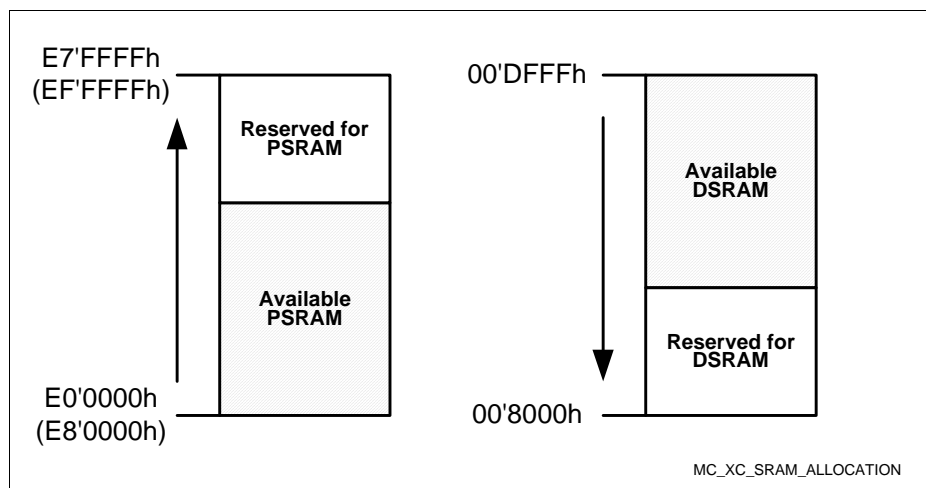 E7'FFFFh
(EF'FFFFh)
Reserved for
PSRAM
Available
PSRAM
E0'0000h
(E8'0000h)
00'DFFFh
Available
DSRAM
Reserved for
DSRAM
00'8000h
MC_XC_SRAM_ALLOCATION